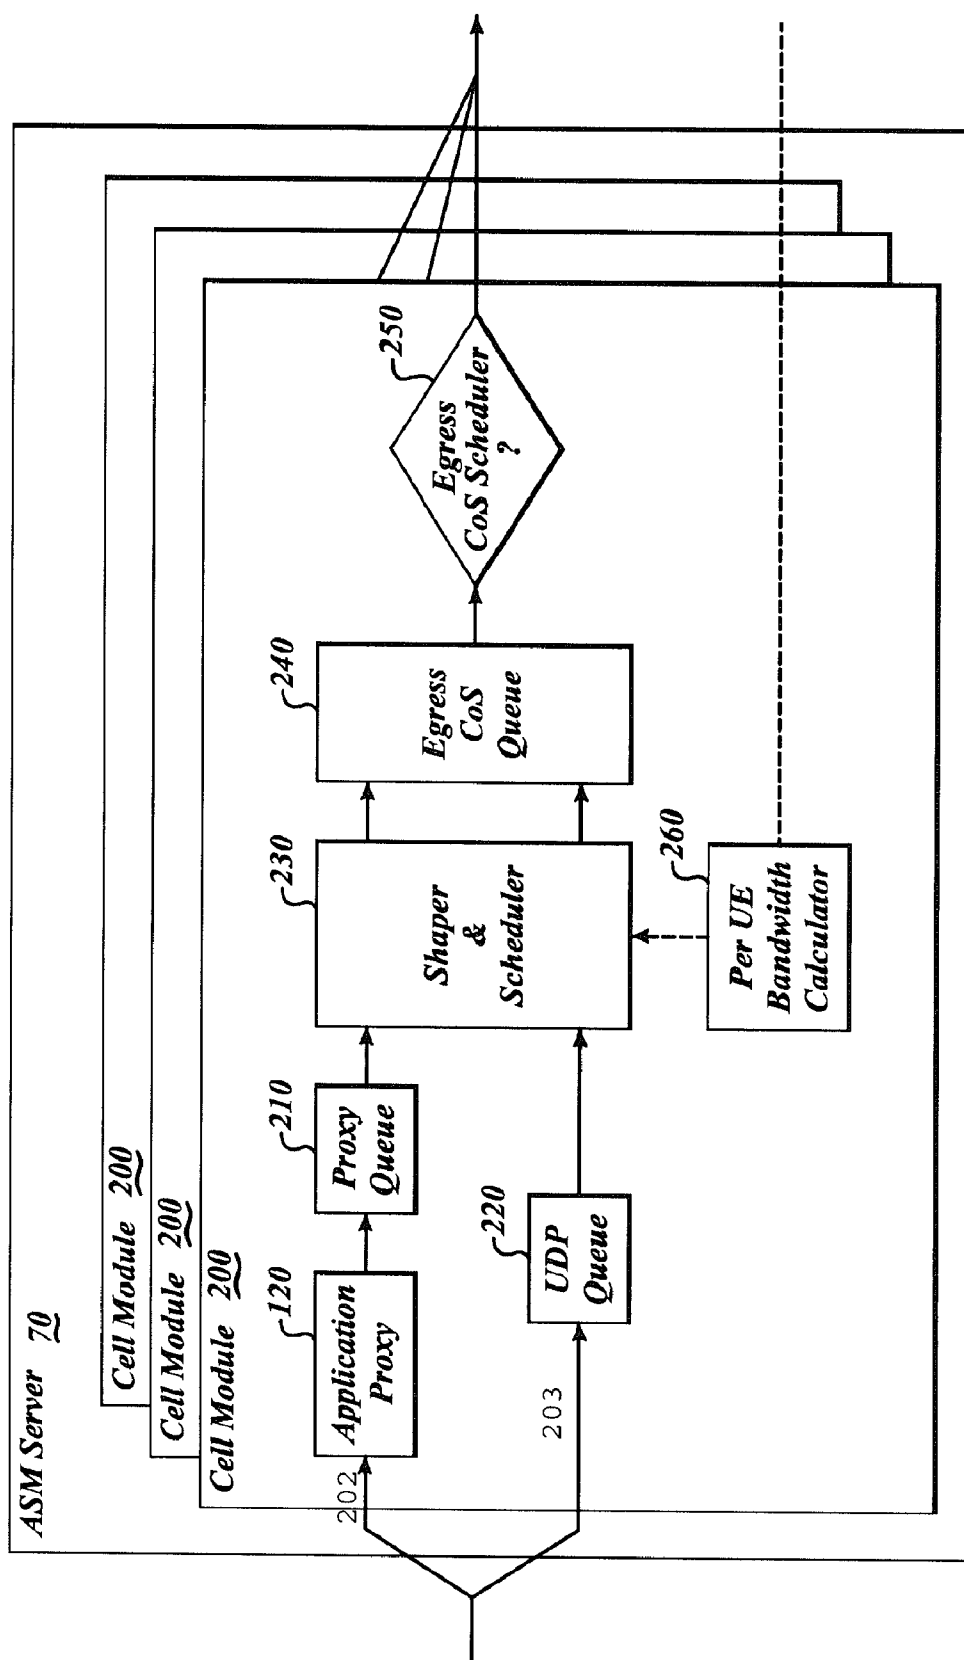 ASM Server 70
Cell Module 200
Cell Module 200
Cell Module 200
202
203
120
Application
Proxy
210
Proxy
Queue
220
UDP
Queue
230
Shaper
&
Scheduler
240
Egress
CoS
Queue
250
Egress
CoS Scheduler
?
260
Per UE
Bandwidth
Calculator